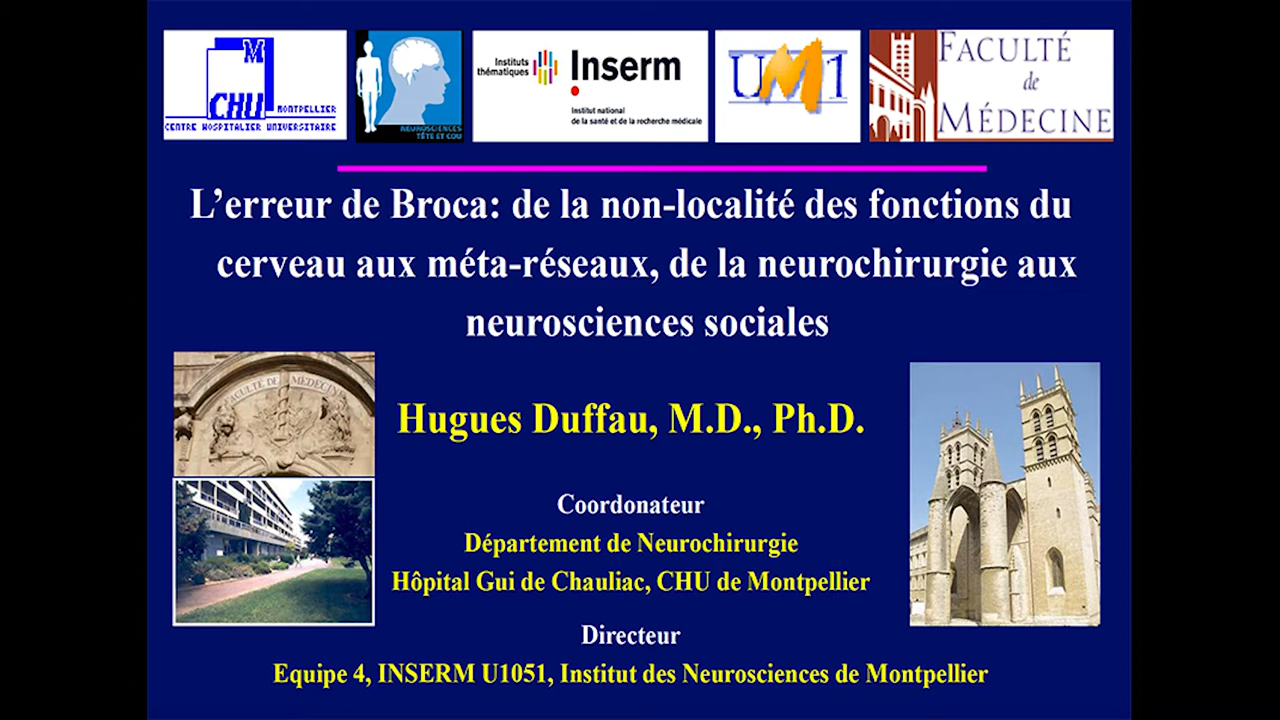 M
CHU
MONTPELLIER
CENTRE HOSPITALIER UNIVERSITAIRE
NEUROSCIENCES
TÊTE ET COU
Instituts
thématiques
Inserm
Institut national
de la santé et de la recherche médicale
UM1
FACULTÉ
de
MÉDECINE
L’erreur de Broca: de la non-localité des fonctions du
cerveau aux méta-réseaux, de la neurochirurgie aux
neurosciences sociales
FACULTÉ DE MÉDECINE
Hugues Duffau, M.D., Ph.D.
Coordonateur
Département de Neurochirurgie
Hôpital Gui de Chauliac, CHU de Montpellier
Directeur
Equipe 4, INSERM U1051, Institut des Neurosciences de Montpellier